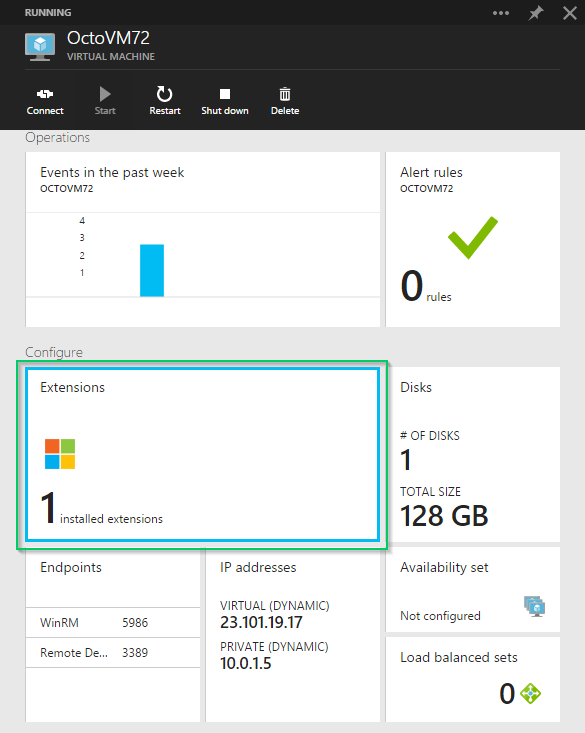 RUNNING
OctoVM72
VIRTUAL MACHINE
Connect
Start
Restart
Shut down
Delete
Operations
Events in the past week
OCTOVM72
4
3
2
1
Alert rules
OCTOVM72
0 rules
Configure
Extensions
1 installed extensions
Disks
# OF DISKS
1
TOTAL SIZE
128 GB
Endpoints
WinRM 5986
Remote De... 3389
IP addresses
VIRTUAL (DYNAMIC)
23.101.19.17
PRIVATE (DYNAMIC)
10.0.1.5
Availability set
Not configured
Load balanced sets
0